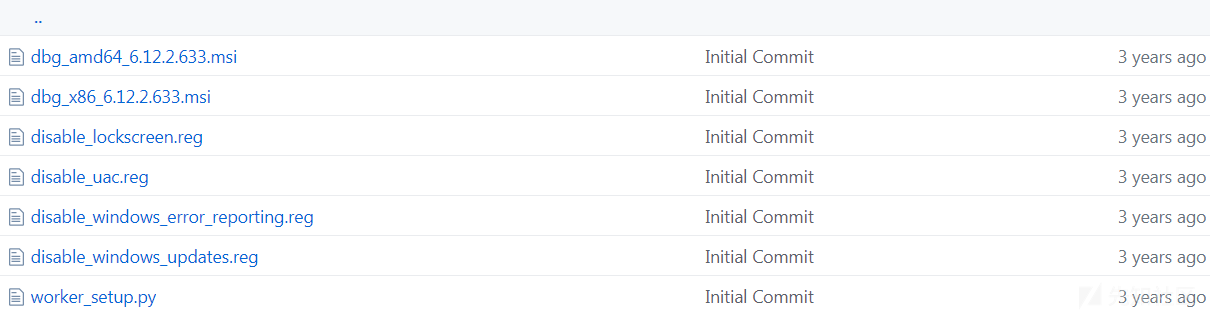 ..
dbg_amd64_6.12.2.633.msi Initial Commit 3 years ago
dbg_x86_6.12.2.633.msi Initial Commit 3 years ago
disable_lockscreen.reg Initial Commit 3 years ago
disable_uac.reg Initial Commit 3 years ago
disable_windows_error_reporting.reg Initial Commit 3 years ago
disable_windows_updates.reg Initial Commit 3 years ago
worker_setup.py Initial Commit 3 years ago